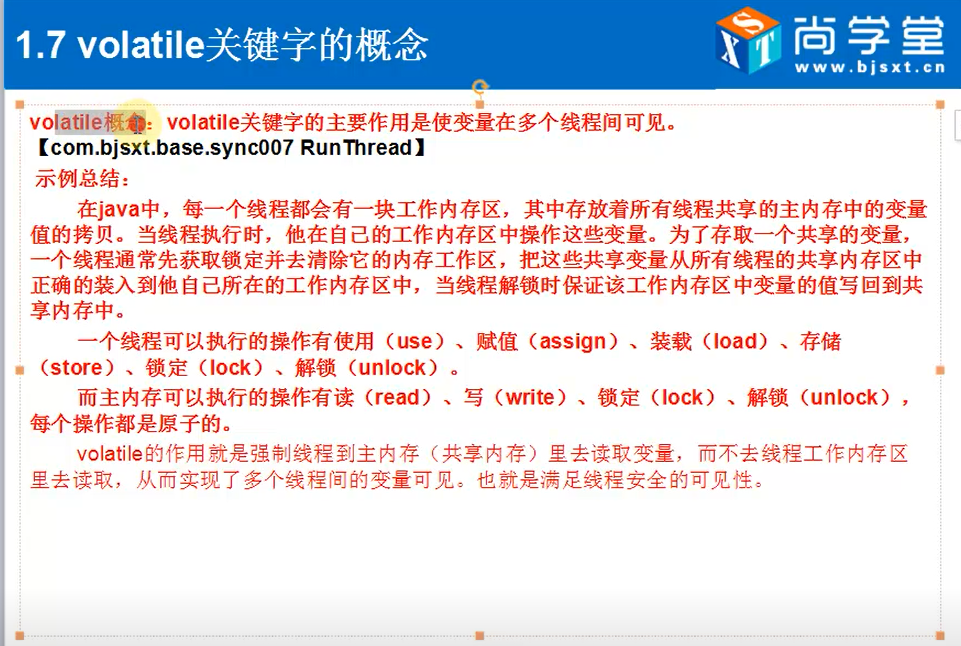 1.7 volatile关键字的概念
SXT 尚学堂
www.bjsxt.cn
volatile概念：volatile关键字的主要作用是使变量在多个线程间可见。
【com.bjsxt.base.sync007 RunThread】
示例总结：
在java中，每一个线程都会有一块工作内存区，其中存放着所有线程共享的主内存中的变量
值的拷贝。当线程执行时，他在自己的工作内存区中操作这些变量。为了存取一个共享的变量，
一个线程通常先获取锁定并去清除它的内存工作区，把这些共享变量从所有线程的共享内存区中
正确的装入到他自己所在的工作内存区中，当线程解锁时保证该工作内存区中变量的值写回到共
享内存中。
一个线程可以执行的操作有使用（use）、赋值（assign）、装载（load）、存储
（store）、锁定（lock）、解锁（unlock）。
而主内存可以执行的操作有读（read）、写（write）、锁定（lock）、解锁（unlock），
每个操作都是原子的。
volatile的作用就是强制线程到主内存（共享内存）里去读取变量，而不去线程工作内存区
里去读取，从而实现了多个线程间的变量可见。也就是满足线程安全的可见性。